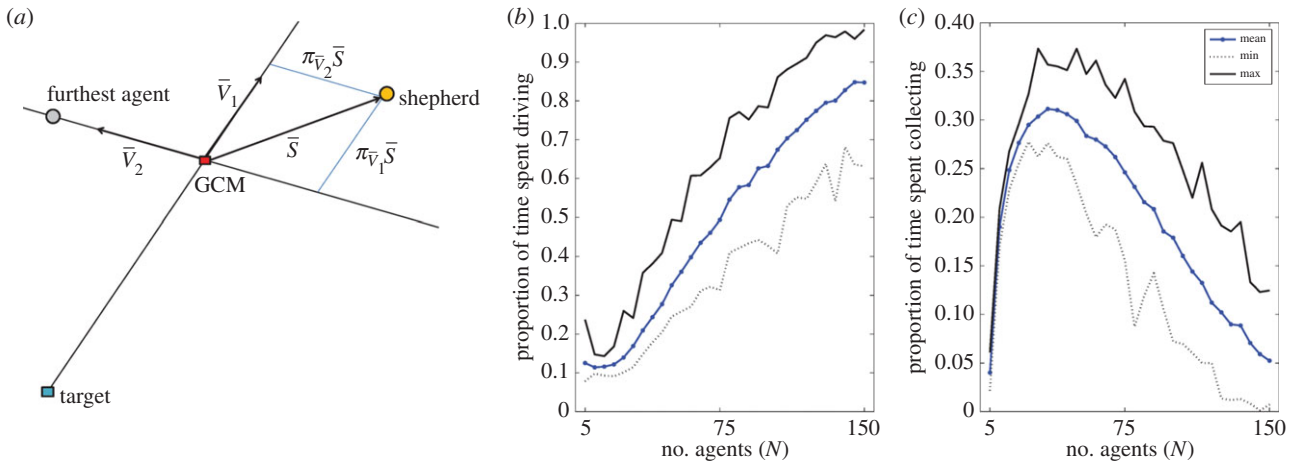 (a)
V̄₁
π_V̄₂ S̄
furthest agent
shepherd
V̄₂
S̄
π_V̄₁ S̄
GCM
target
(b)
proportion of time spent driving
1.0
0.9
0.8
0.7
0.6
0.5
0.4
0.3
0.2
0.1
0
5
75
150
no. agents (N)
(c)
proportion of time spent collecting
0.40
0.35
0.30
0.25
0.20
0.15
0.10
0.05
0
5
75
150
no. agents (N)
mean
min
max